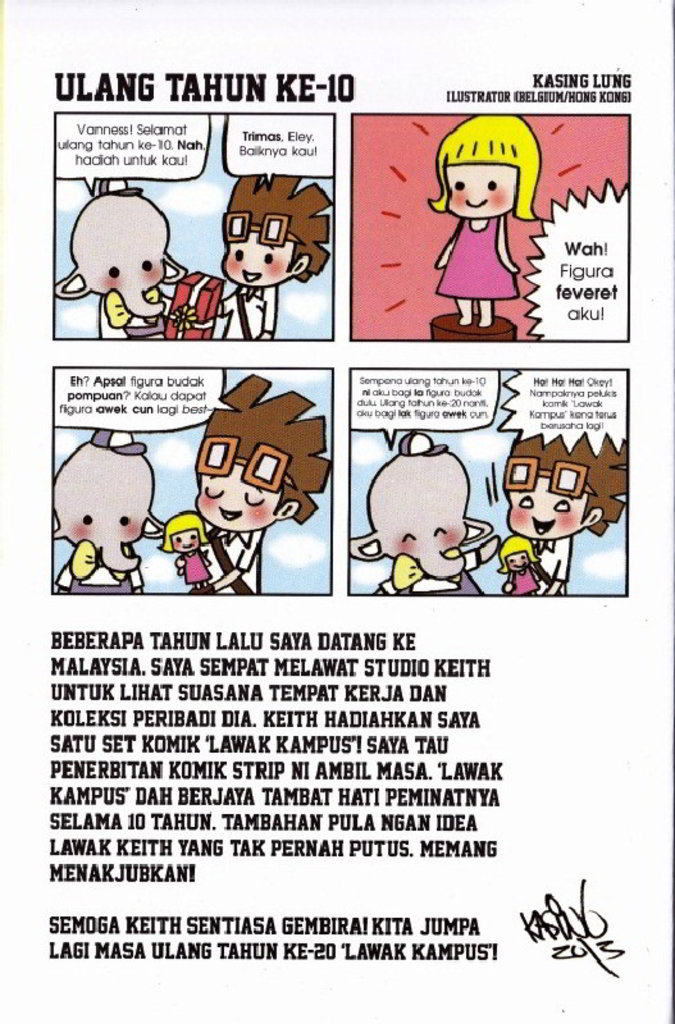 ULANG TAHUN KE-10
KASING LUNG
ILUSTRATOR (BELGIUM/HONG KONG)
Vanness! Selamat
ulang tahun ke-10. Nah,
hadiah untuk kau!
Trimas, Eley.
Baiknya kau!
Wah!
Figura
feveret
aku!
Eh? Apsal figura budak
pompuan? Kalau dapat
figura awek cun lagi best~
Sempena ulang tahun ke-10
ni aku bagi la figura budak
dulu. Ulang tahun ke-20 nanti,
aku bagi lak figura awek cun.
Ha! Ha! Ha! Okey!
Nampaknya pelukis
komik 'Lawak
Kampus' kena terus
berusaha lagi!
BEBERAPA TAHUN LALU SAYA DATANG KE
MALAYSIA. SAYA SEMPAT MELAWAT STUDIO KEITH
UNTUK LIHAT SUASANA TEMPAT KERJA DAN
KOLEKSI PERIBADI DIA. KEITH HADIAHKAN SAYA
SATU SET KOMIK 'LAWAK KAMPUS'! SAYA TAU
PENERBITAN KOMIK STRIP NI AMBIL MASA. 'LAWAK
KAMPUS' DAH BERJAYA TAMBAT HATI PEMINATNYA
SELAMA 10 TAHUN. TAMBAHAN PULA NGAN IDEA
LAWAK KEITH YANG TAK PERNAH PUTUS. MEMANG
MENAKJUBKAN!
SEMOGA KEITH SENTIASA GEMBIRA! KITA JUMPA
LAGI MASA ULANG TAHUN KE-20 'LAWAK KAMPUS'!
KASING
2013